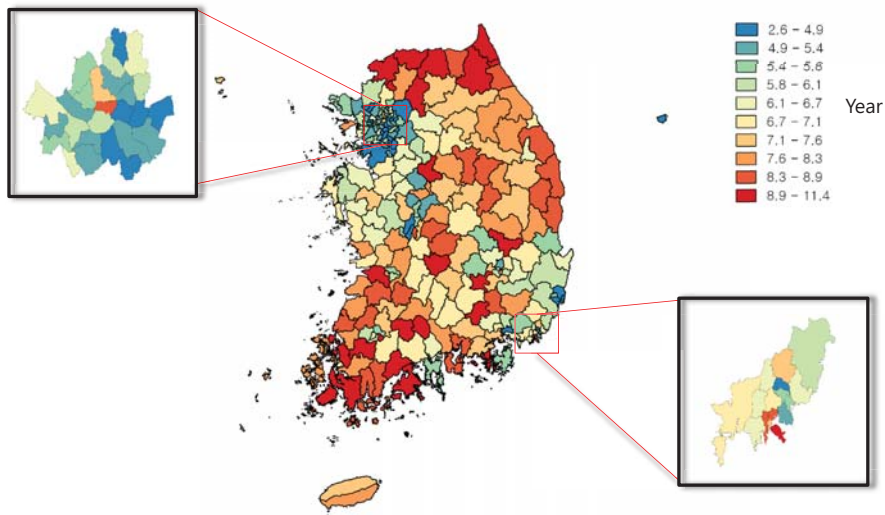 2.6 – 4.9
4.9 – 5.4
5.4 – 5.8
5.8 – 6.1
6.1 – 6.7
Year
6.7 – 7.1
7.1 – 7.6
7.6 – 8.3
8.3 – 8.9
8.9 – 11.4